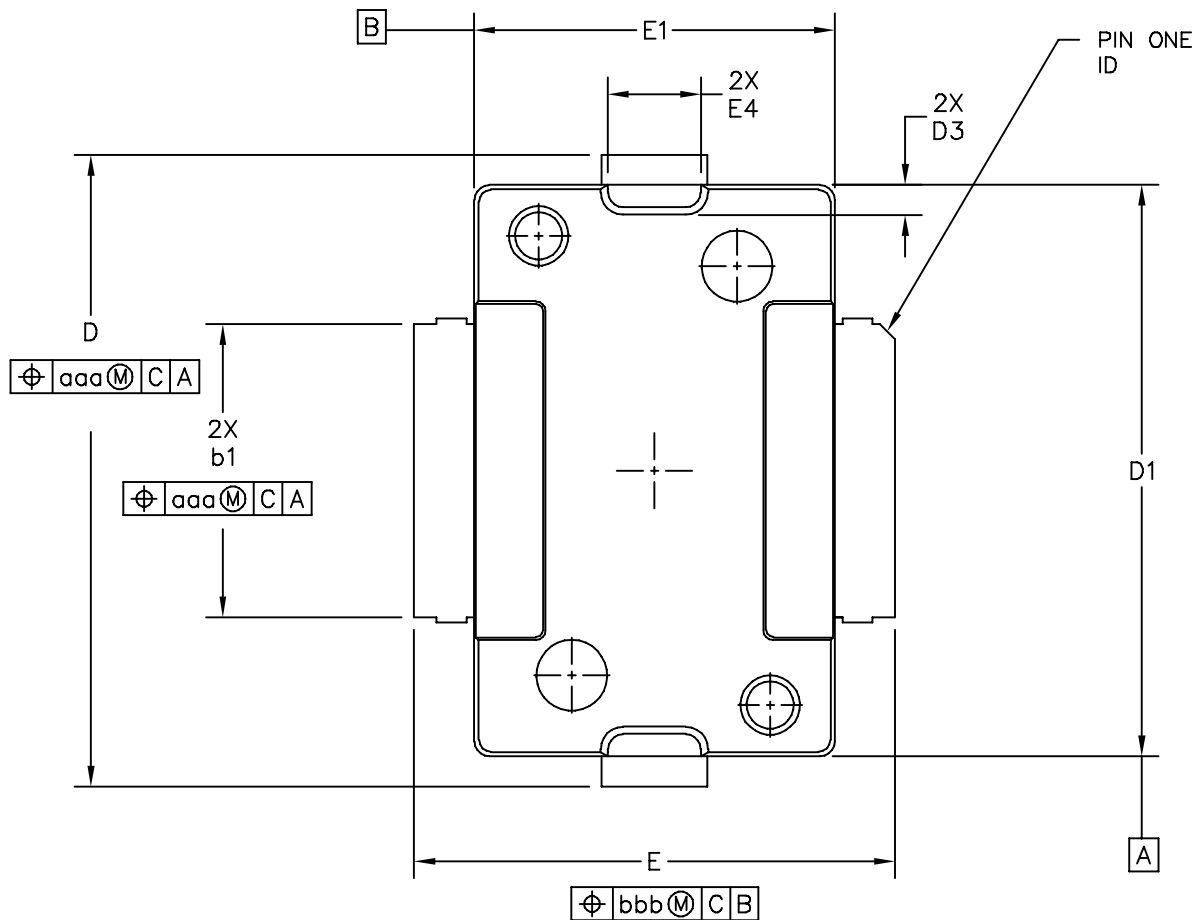 B
E1
PIN ONE
ID
2X
E4
2X
D3
D
⌖ aaa Ⓜ C A
2X
b1
⌖ aaa Ⓜ C A
D1
A
E
⌖ bbb Ⓜ C B